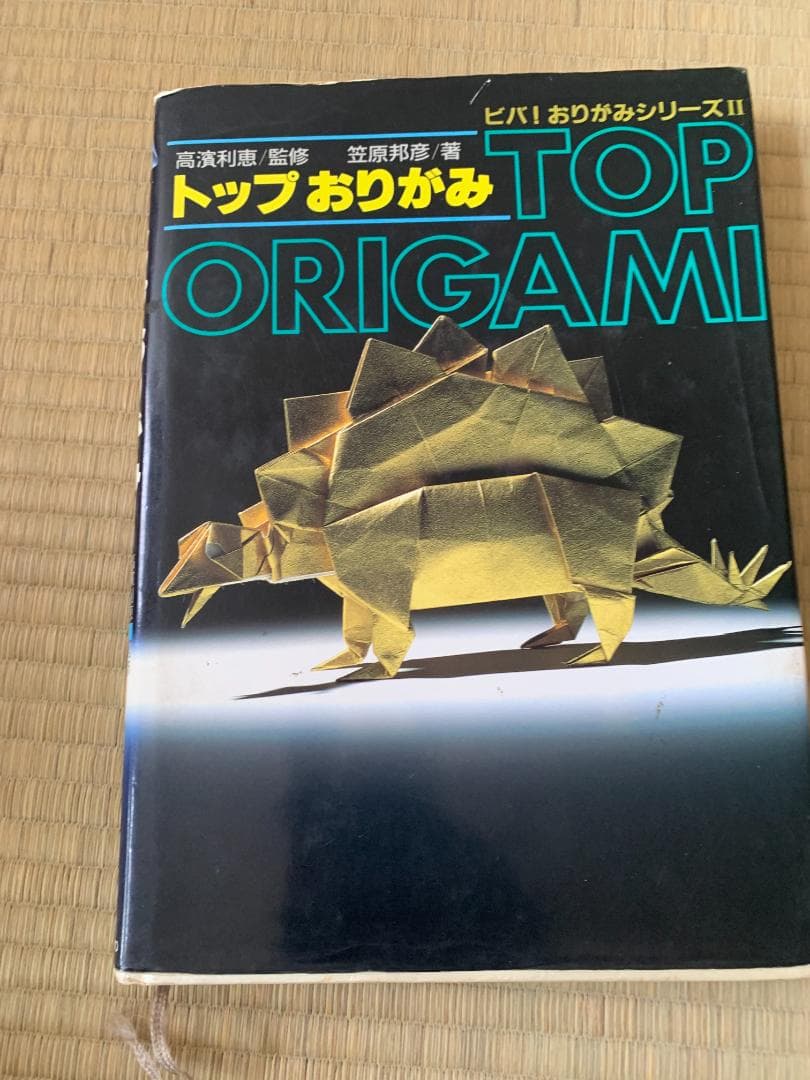 ビバ!おりがみシリーズII
高濱利恵/監修 笠原邦彦/著
トップおりがみ
TOP
ORIGAMI